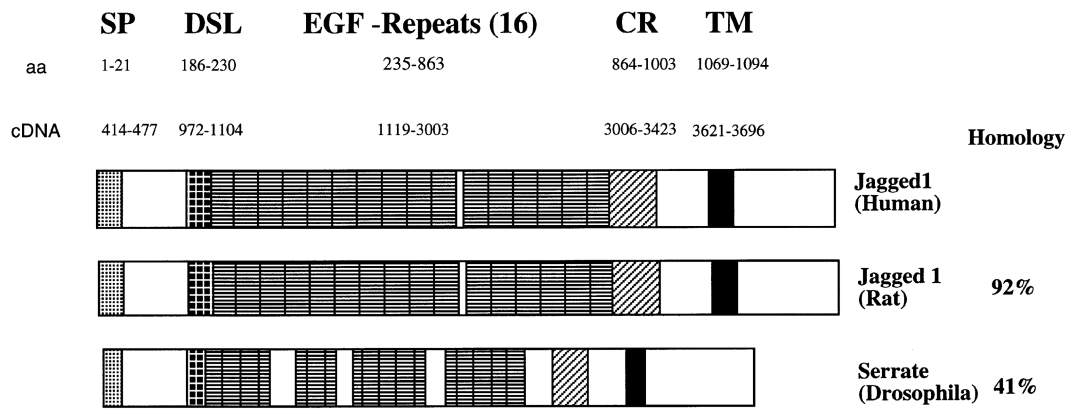 SP DSL EGF -Repeats (16) CR TM
aa 1-21 186-230 235-863 864-1003 1069-1094
cDNA 414-477 972-1104 1119-3003 3006-3423 3621-3696
Homology
Jagged1
(Human)
Jagged 1
(Rat) 92%
Serrate
(Drosophila) 41%